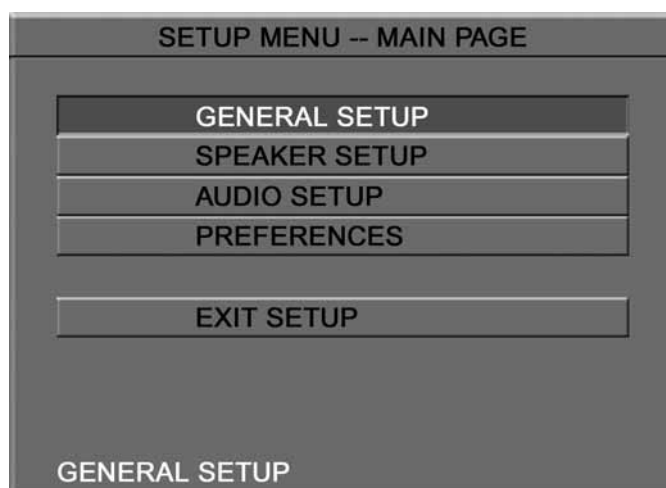 SETUP MENU -- MAIN PAGE
GENERAL SETUP
SPEAKER SETUP
AUDIO SETUP
PREFERENCES
EXIT SETUP
GENERAL SETUP